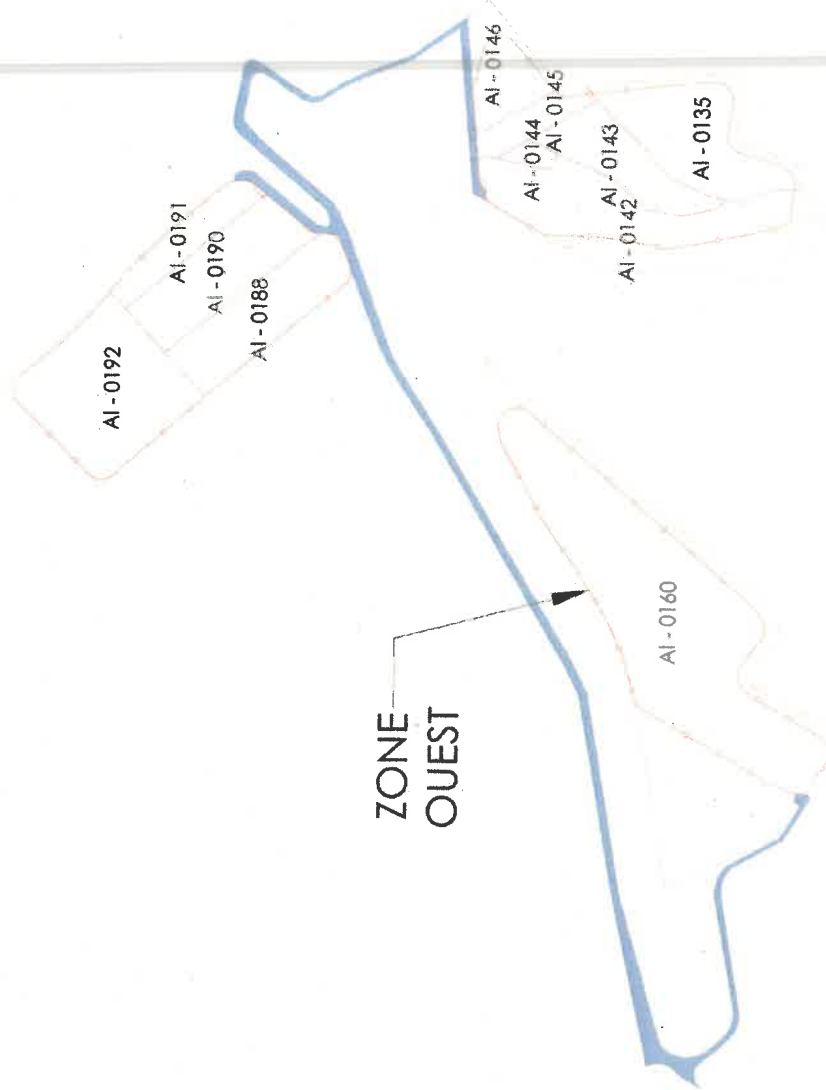 AI - 0192
AI - 0191
AI - 0190
AI - 0188
AI - 0146
AI - 0145
AI - 0144
AI - 0143
AI - 0142
AI - 0135
ZONE
OUEST
AI - 0160